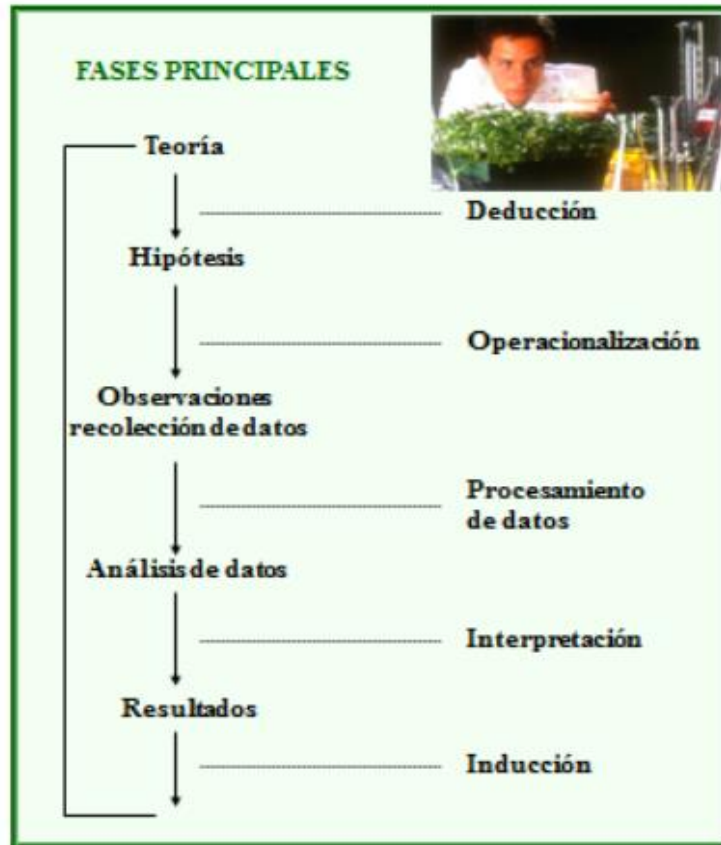 FASES PRINCIPALES
Teoría
Deducción
Hipótesis
Operacionalización
Observaciones
recolección de datos
Procesamiento
de datos
Análisis de datos
Interpretación
Resultados
Inducción